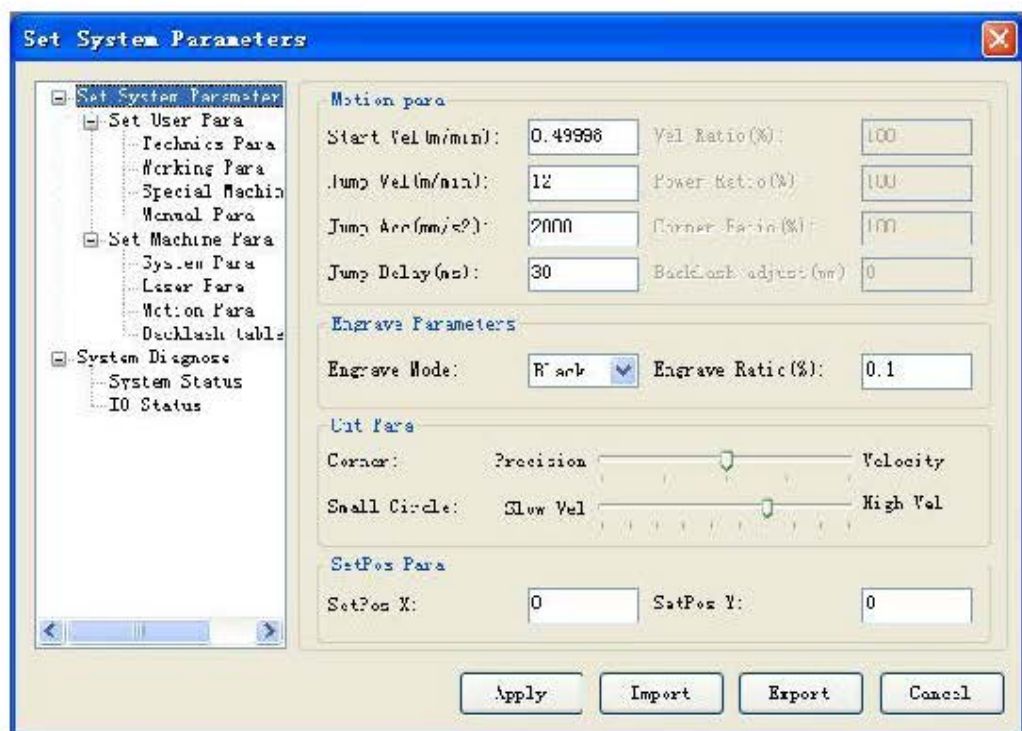 Set System Parameters
Set System Parameter
Set User Para
Technics Para
Working Para
Special Machin
Manual Para
Set Machine Para
System Para
Laser Para
Motion Para
Backlash table
System Diagnose
System Status
IO Status
Motion para
Start Vel(m/min): 0.49998 Vel Ratio(%): 100
Jump Vel(m/min): 12 Power Ratio(%) 100
Jump Acc(mm/s2): 2000 Corner Ratio(%): 100
Jump Delay(ms): 30 Backlash adjust(mm) 0
Engrave Parameters
Engrave Mode: Black Engrave Ratio(%): 0.1
Cut Para
Corner: Precision Velocity
Small Circle: Slow Vel High Vel
SetPos Para
SetPos X: 0 SetPos Y: 0
Apply Import Export Cancel